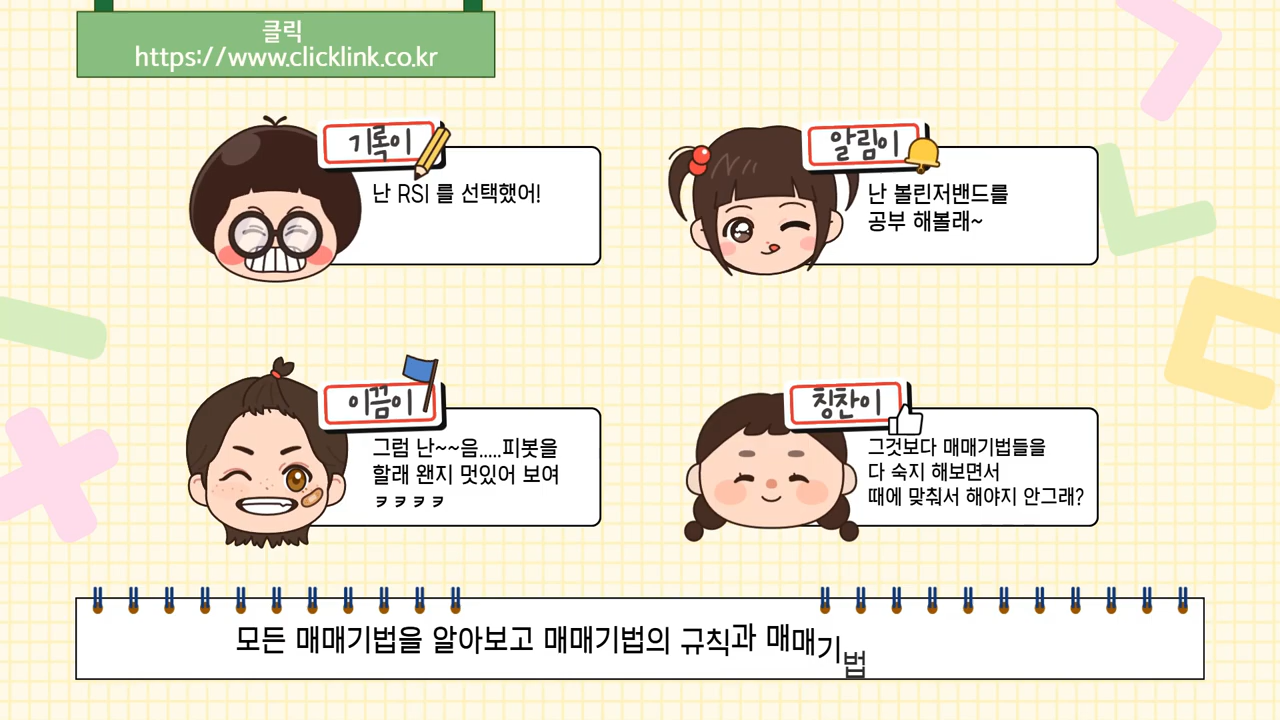 클릭
https://www.clicklink.co.kr
기록이
난 RSI 를 선택했어!
알림이
난 볼린저밴드를
공부 해볼래~
이끔이
그럼 난~~음.....피봇을
할래 왠지 멋있어 보여
ㅋㅋㅋㅋ
칭찬이
그것보다 매매기법들을
다 숙지 해보면서
때에 맞춰서 해야지 안그래?
모든 매매기법을 알아보고 매매기법의 규칙과 매매기법